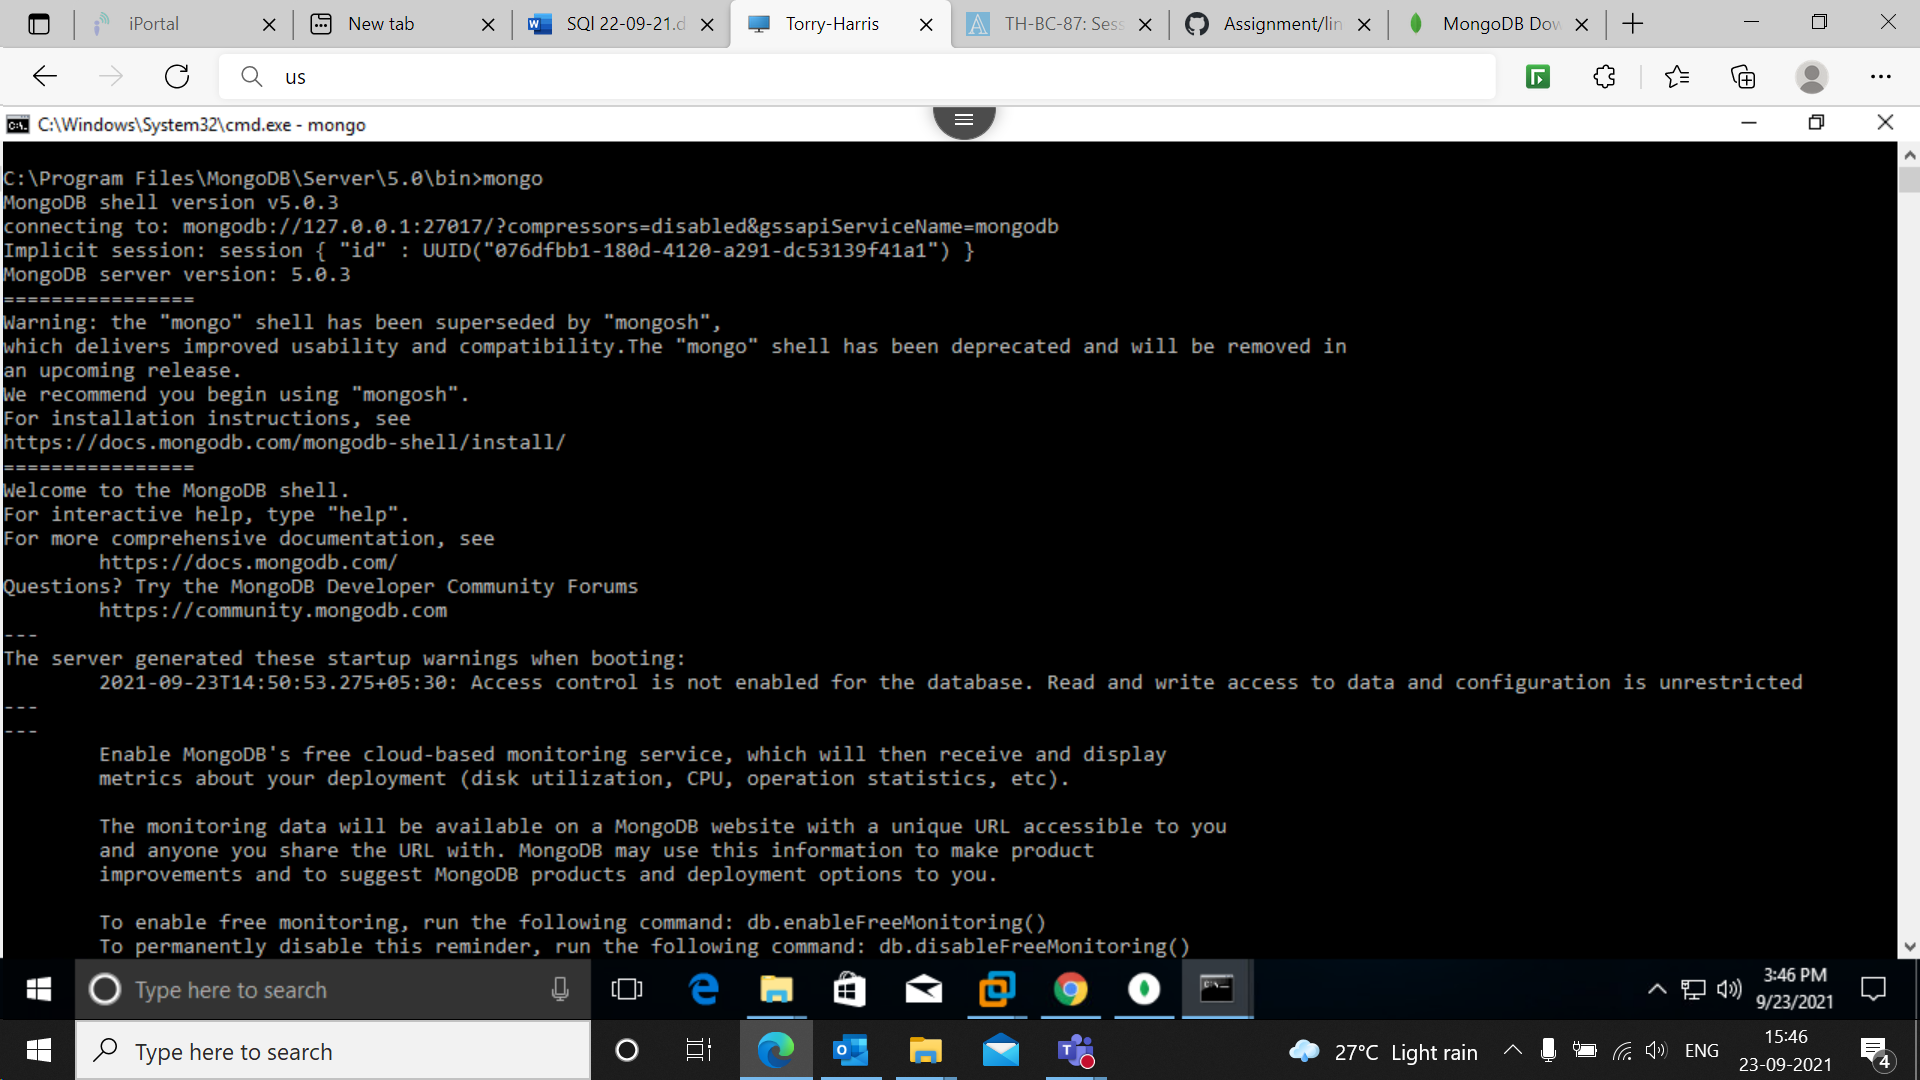 iPortal
New tab
SQl 22-09-21.d
Torry-Harris
TH-BC-87: Sess
Assignment/lin
MongoDB Dow
us
C:\Windows\System32\cmd.exe - mongo
C:\Program Files\MongoDB\Server\5.0\bin>mongo
MongoDB shell version v5.0.3
connecting to: mongodb://127.0.0.1:27017/?compressors=disabled&gssapiServiceName=mongodb
Implicit session: session { "id" : UUID("076dfbb1-180d-4120-a291-dc53139f41a1") }
MongoDB server version: 5.0.3
================
Warning: the "mongo" shell has been superseded by "mongosh",
which delivers improved usability and compatibility.The "mongo" shell has been deprecated and will be removed in
an upcoming release.
We recommend you begin using "mongosh".
For installation instructions, see
https://docs.mongodb.com/mongodb-shell/install/
================
Welcome to the MongoDB shell.
For interactive help, type "help".
For more comprehensive documentation, see
https://docs.mongodb.com/
Questions? Try the MongoDB Developer Community Forums
https://community.mongodb.com
---
The server generated these startup warnings when booting:
2021-09-23T14:50:53.275+05:30: Access control is not enabled for the database. Read and write access to data and configuration is unrestricted
---
---
Enable MongoDB's free cloud-based monitoring service, which will then receive and display
metrics about your deployment (disk utilization, CPU, operation statistics, etc).
The monitoring data will be available on a MongoDB website with a unique URL accessible to you
and anyone you share the URL with. MongoDB may use this information to make product
improvements and to suggest MongoDB products and deployment options to you.
To enable free monitoring, run the following command: db.enableFreeMonitoring()
To permanently disable this reminder, run the following command: db.disableFreeMonitoring()
Type here to search
3:46 PM
9/23/2021
Type here to search
27°C Light rain
ENG
15:46
23-09-2021
4